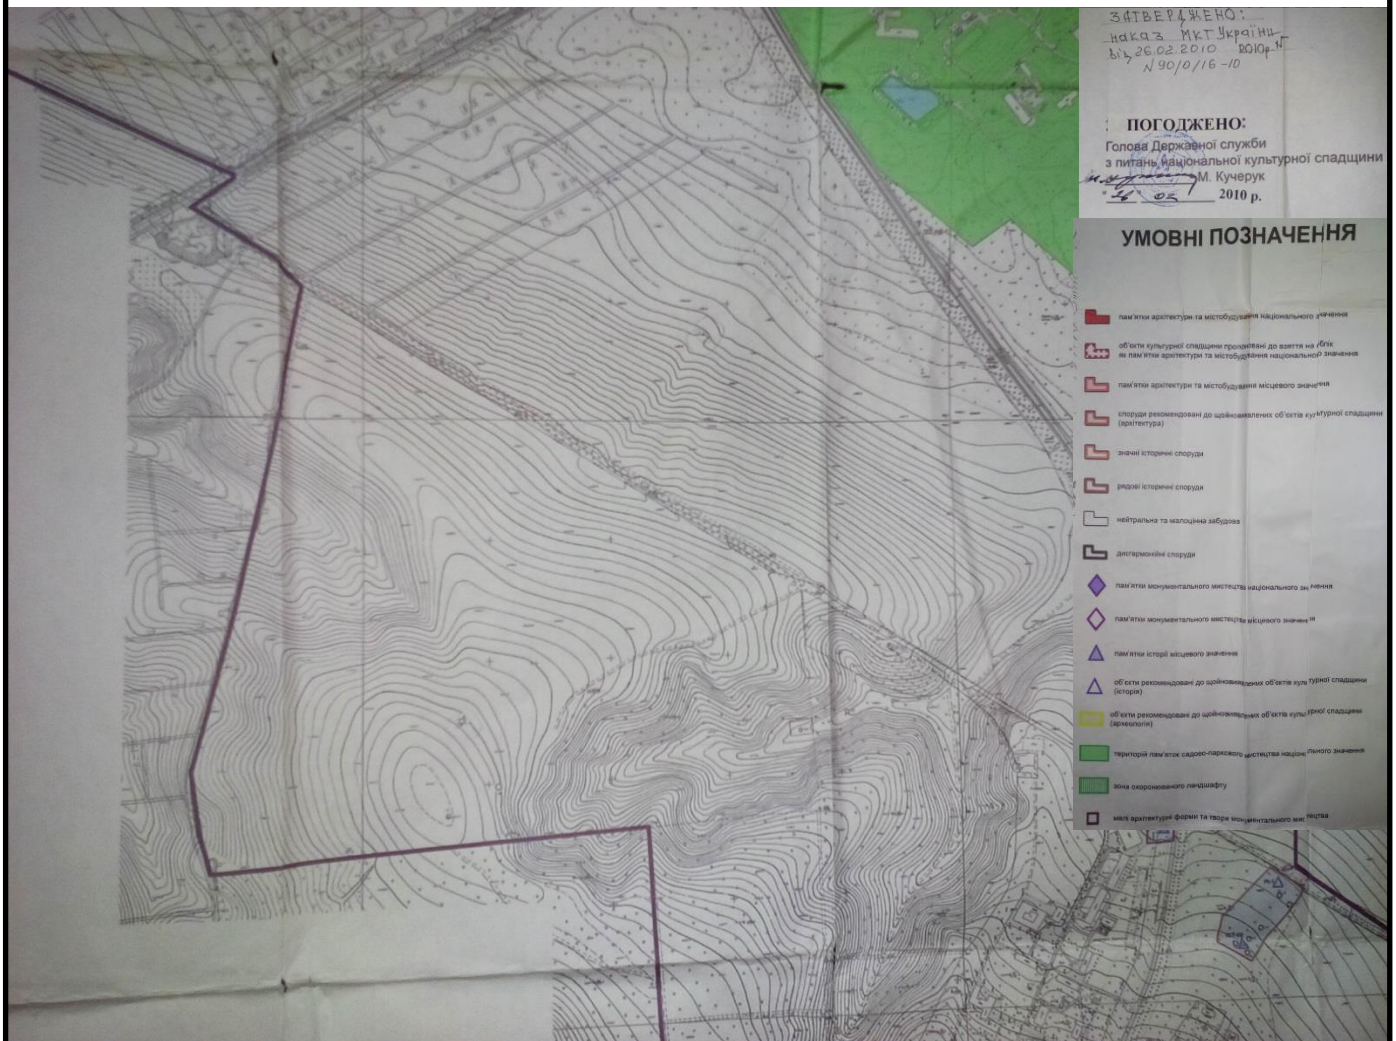 ЗАТВЕРДЖЕНО:
наказ МКТ України
від 26.02.2010 2010р. №
N 90/0/16-10
ПОГОДЖЕНО:
Голова Державної служби
з питань національної культурної спадщини
М. Кучерук
"26" 02 2010 р.
УМОВНІ ПОЗНАЧЕННЯ
пам'ятки архітектури та містобудування національного значення
об'єкти культурної спадщини пропоновані до взяття на облік
як пам'ятки архітектури та містобудування національного значення
пам'ятки архітектури та містобудування місцевого значення
споруди рекомендовані до щойновиявлених об'єктів культурної спадщини
(архітектура)
значні історичні споруди
рядові історичні споруди
нейтральна та малоцінна забудова
дисгармонійні споруди
пам'ятки монументального мистецтва національного значення
пам'ятки монументального мистецтва місцевого значення
пам'ятки історії місцевого значення
об'єкти рекомендовані до щойновиявлених об'єктів культурної спадщини
(історія)
об'єкти рекомендовані до щойновиявлених об'єктів культурної спадщини
(археологія)
території пам'яток садово-паркового мистецтва національного значення
зона охоронюваного ландшафту
малі архітектурні форми та твори монументального мистецтва